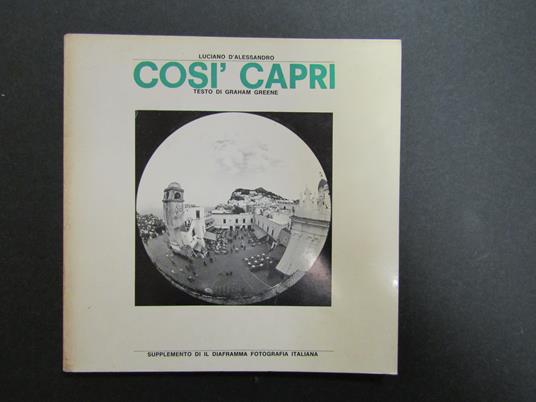 LUCIANO D'ALESSANDRO
COSI' CAPRI
TESTO DI GRAHAM GREENE
SUPPLEMENTO DI IL DIAFRAMMA FOTOGRAFIA ITALIANA